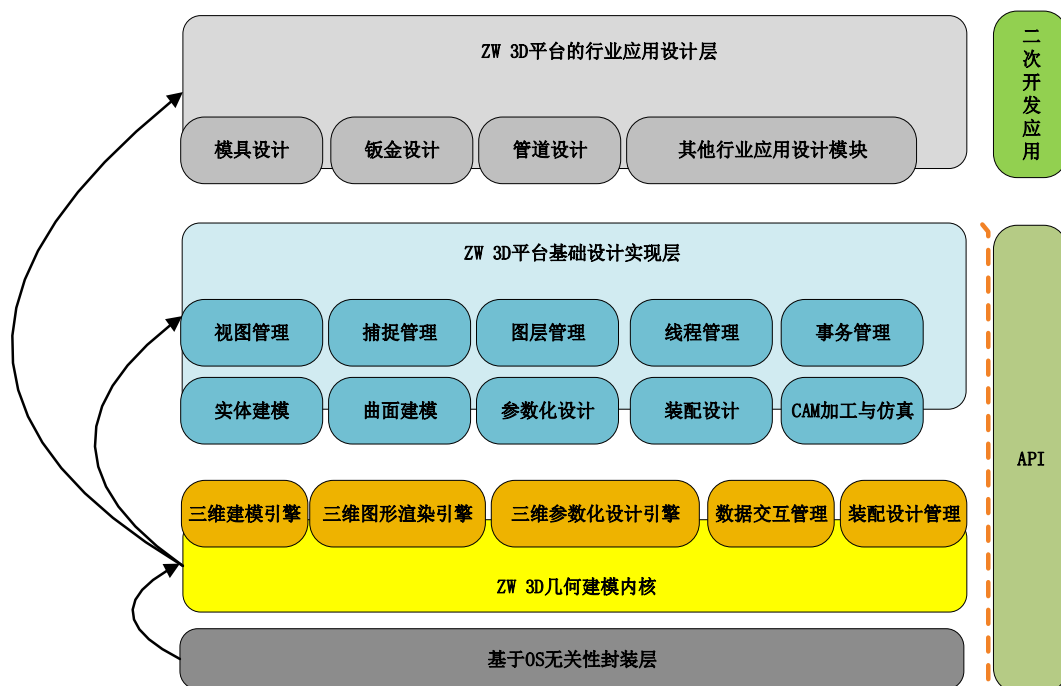 ZW 3D平台的行业应用设计层
模具设计
钣金设计
管道设计
其他行业应用设计模块
二次开发应用
ZW 3D平台基础设计实现层
视图管理
捕捉管理
图层管理
线程管理
事务管理
实体建模
曲面建模
参数化设计
装配设计
CAM加工与仿真
API
三维建模引擎
三维图形渲染引擎
三维参数化设计引擎
数据交互管理
装配设计管理
ZW 3D几何建模内核
基于OS无关性封装层